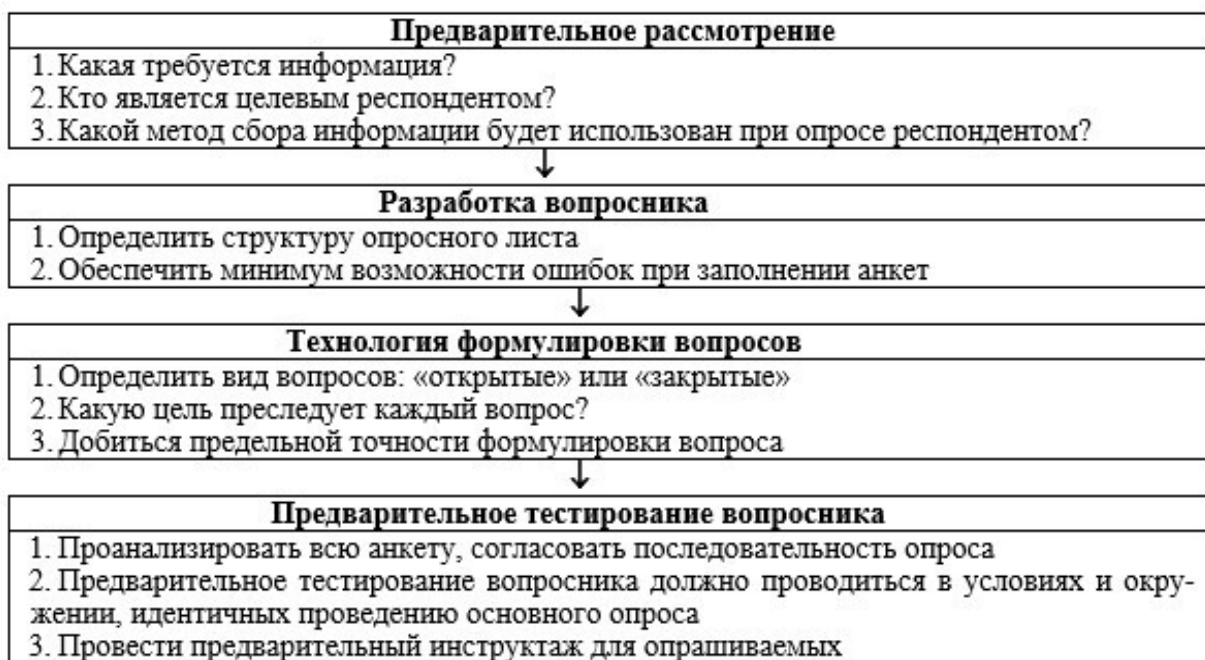 Предварительное рассмотрение
1. Какая требуется информация?
2. Кто является целевым респондентом?
3. Какой метод сбора информации будет использован при опросе респондентом?
Разработка вопросника
1. Определить структуру опросного листа
2. Обеспечить минимум возможности ошибок при заполнении анкет
Технология формулировки вопросов
1. Определить вид вопросов: «открытые» или «закрытые»
2. Какую цель преследует каждый вопрос?
3. Добиться предельной точности формулировки вопроса
Предварительное тестирование вопросника
1. Проанализировать всю анкету, согласовать последовательность опроса
2. Предварительное тестирование вопросника должно проводиться в условиях и окру-
жении, идентичных проведению основного опроса
3. Провести предварительный инструктаж для опрашиваемых